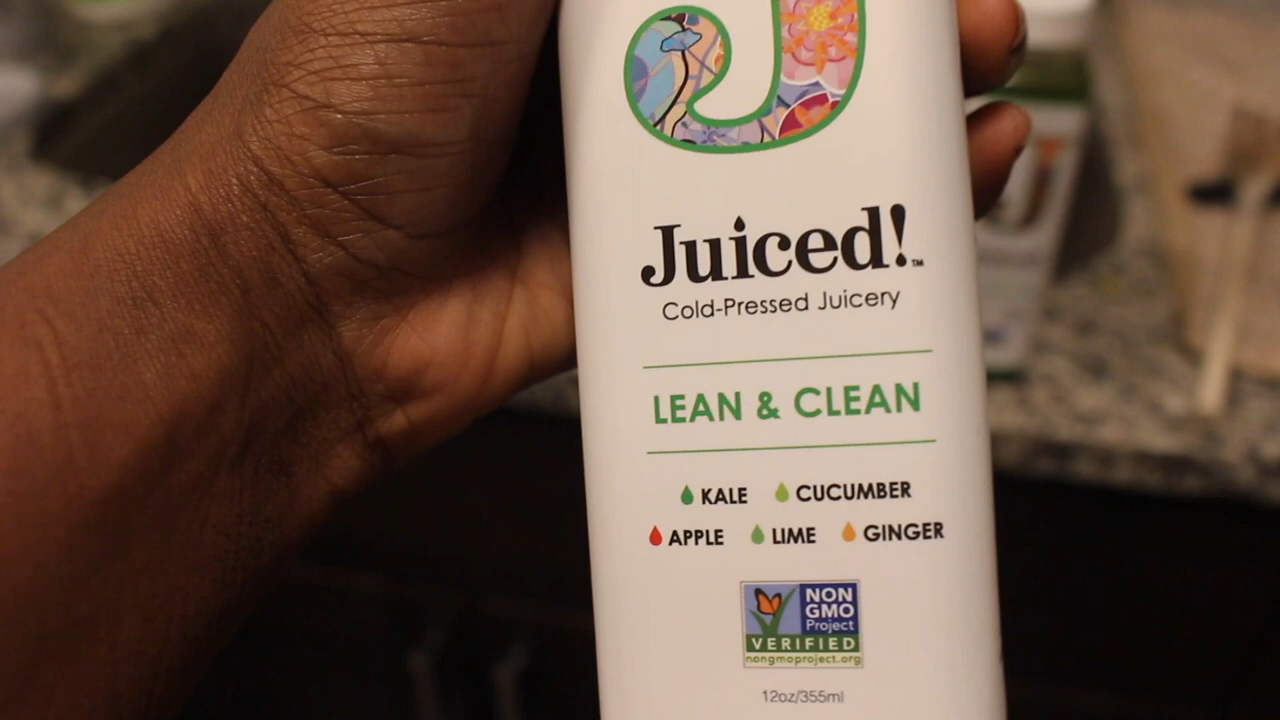 J
Juiced!™
Cold-Pressed Juicery
LEAN & CLEAN
KALE CUCUMBER
APPLE LIME GINGER
NON
GMO
Project
VERIFIED
nongmoproject.org
12oz/355ml